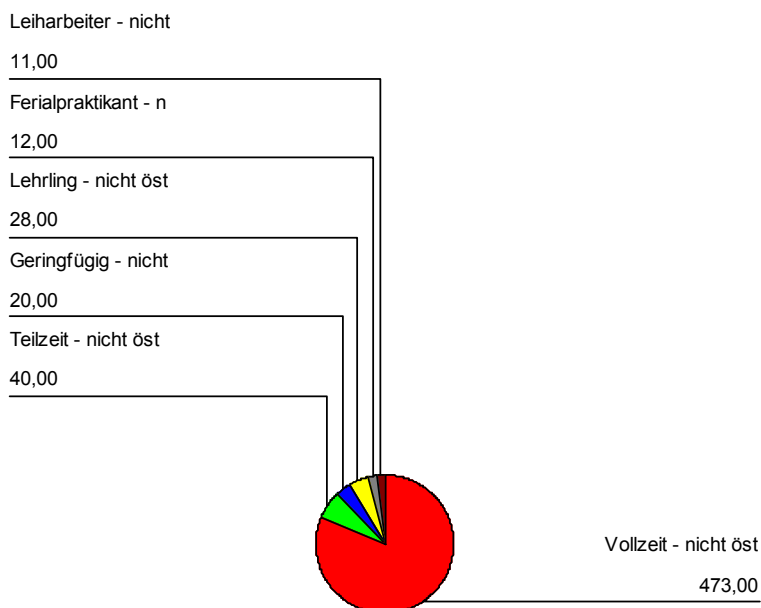 Leiharbeiter - nicht
11,00
Ferialpraktikant - n
12,00
Lehrling - nicht öst
28,00
Geringfügig - nicht
20,00
Teilzeit - nicht öst
40,00
Vollzeit - nicht öst
473,00